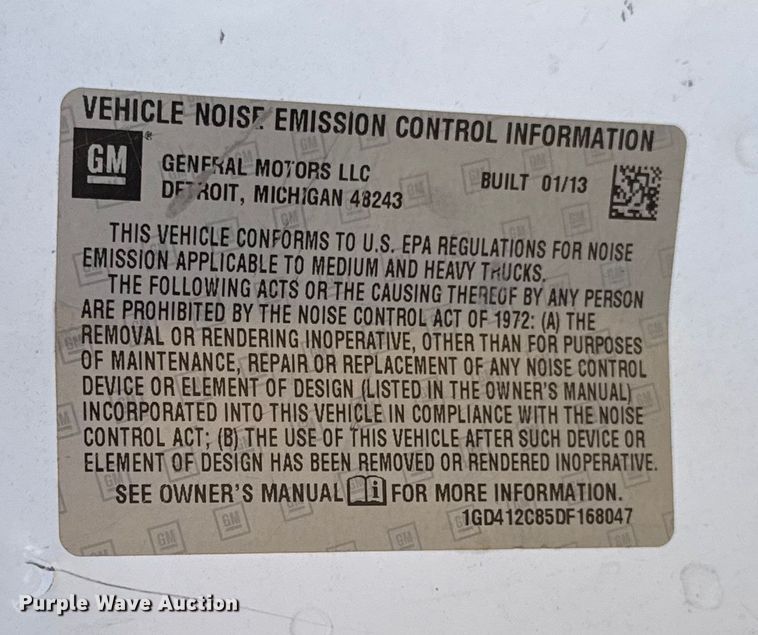 VEHICLE NOISE EMISSION CONTROL INFORMATION
GM®
GENERAL MOTORS LLC
DETROIT, MICHIGAN 48243
BUILT 01/13
THIS VEHICLE CONFORMS TO U.S. EPA REGULATIONS FOR NOISE
EMISSION APPLICABLE TO MEDIUM AND HEAVY TRUCKS.
THE FOLLOWING ACTS OR THE CAUSING THEREOF BY ANY PERSON
ARE PROHIBITED BY THE NOISE CONTROL ACT OF 1972: (A) THE
REMOVAL OR RENDERING INOPERATIVE, OTHER THAN FOR PURPOSES
OF MAINTENANCE, REPAIR OR REPLACEMENT OF ANY NOISE CONTROL
DEVICE OR ELEMENT OF DESIGN (LISTED IN THE OWNER'S MANUAL)
INCORPORATED INTO THIS VEHICLE IN COMPLIANCE WITH THE NOISE
CONTROL ACT; (B) THE USE OF THIS VEHICLE AFTER SUCH DEVICE OR
ELEMENT OF DESIGN HAS BEEN REMOVED OR RENDERED INOPERATIVE.
SEE OWNER'S MANUAL i FOR MORE INFORMATION.
1GD412C85DF168047
Purple Wave Auction